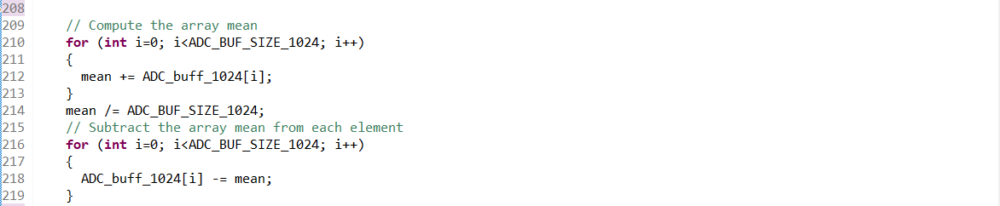 208
209 // Compute the array mean
210 for (int i=0; i<ADC_BUF_SIZE_1024; i++)
211 {
212 mean += ADC_buff_1024[i];
213 }
214 mean /= ADC_BUF_SIZE_1024;
215 // Subtract the array mean from each element
216 for (int i=0; i<ADC_BUF_SIZE_1024; i++)
217 {
218 ADC_buff_1024[i] -= mean;
219 }